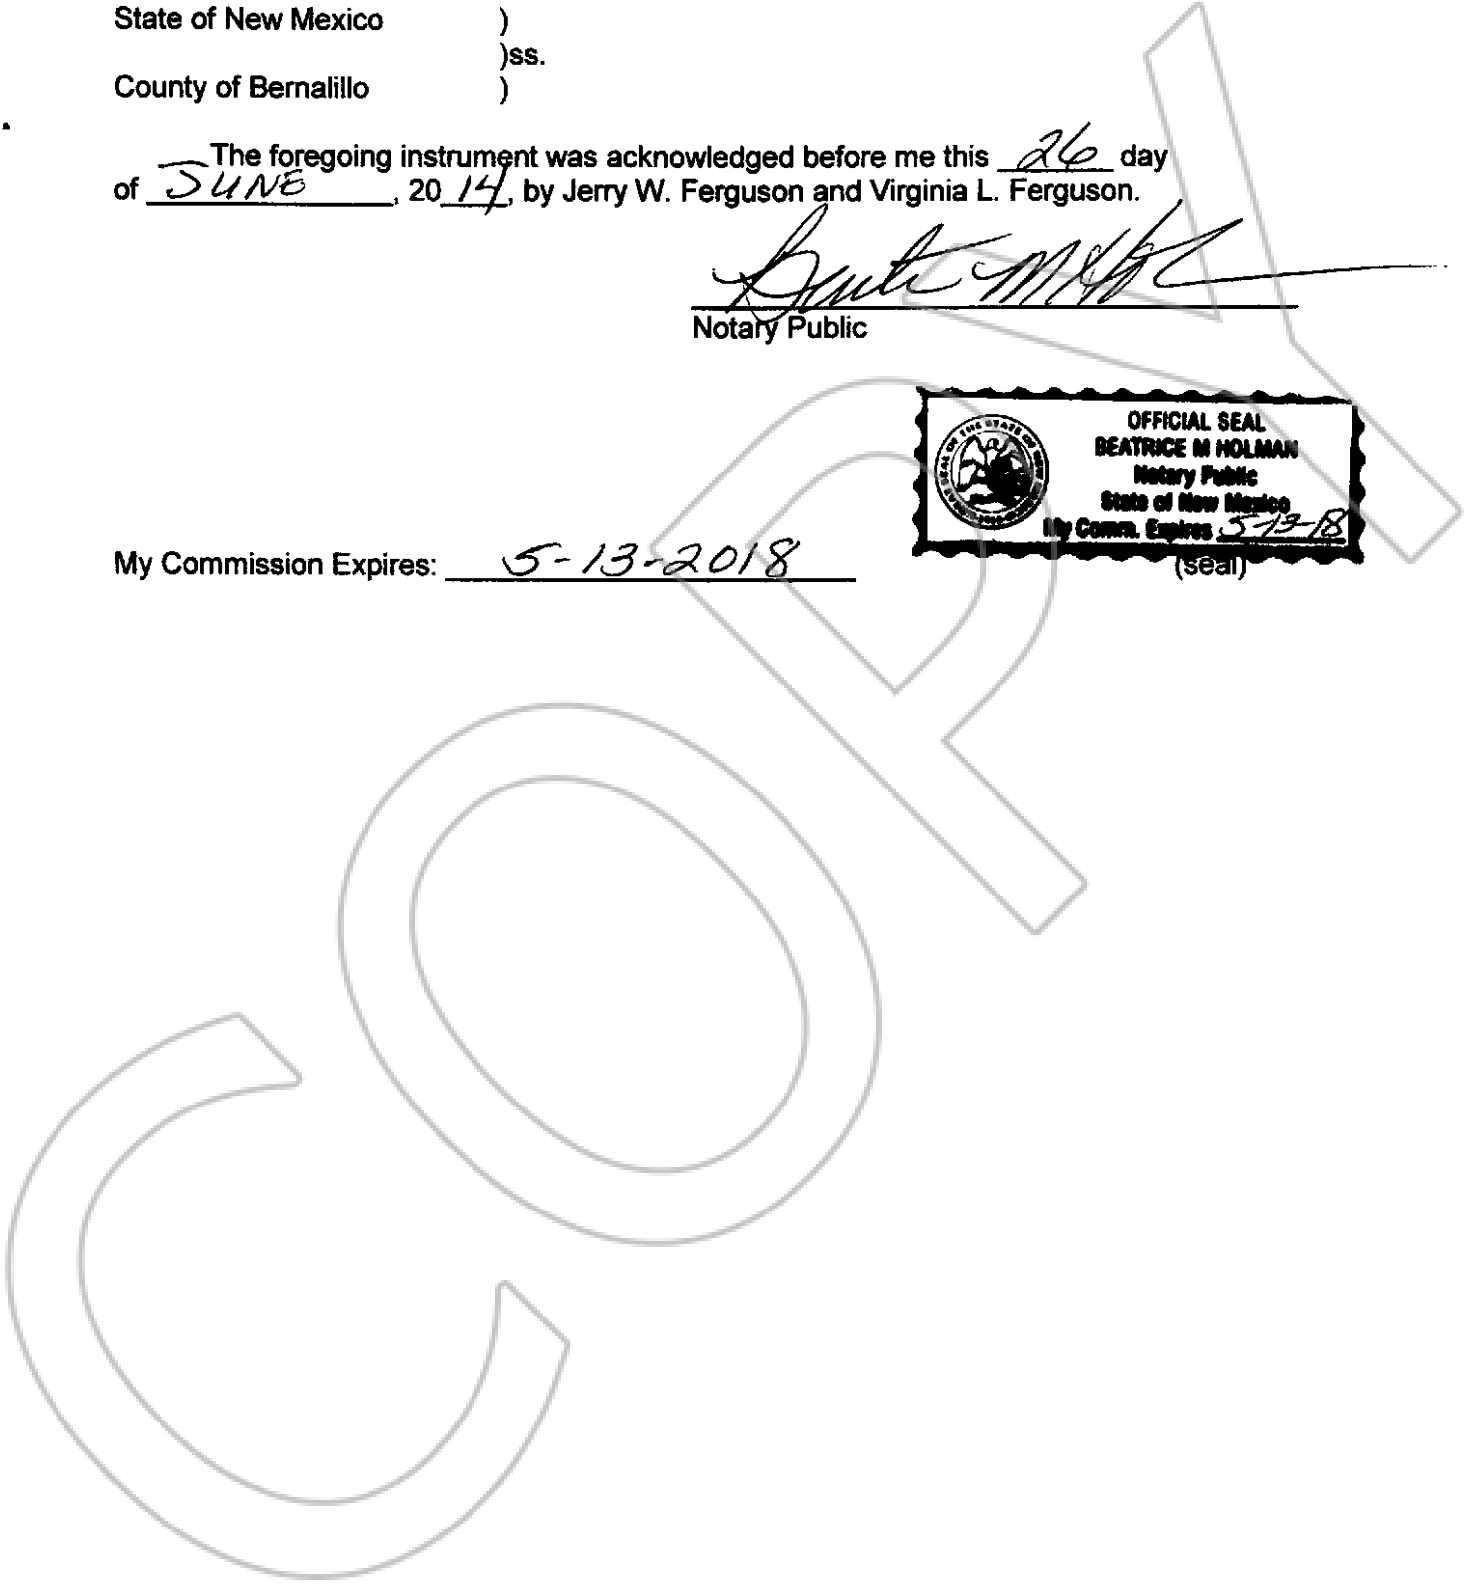 State of New Mexico )
)ss.
County of Bernalillo )
The foregoing instrument was acknowledged before me this 26 day
of JUNE, 2014, by Jerry W. Ferguson and Virginia L. Ferguson.
Notary Public
OFFICIAL SEAL
BEATRICE M HOLMAN
Notary Public
State of New Mexico
My Comm. Expires 5-13-18
My Commission Expires: 5-13-2018
(seal)
COPY